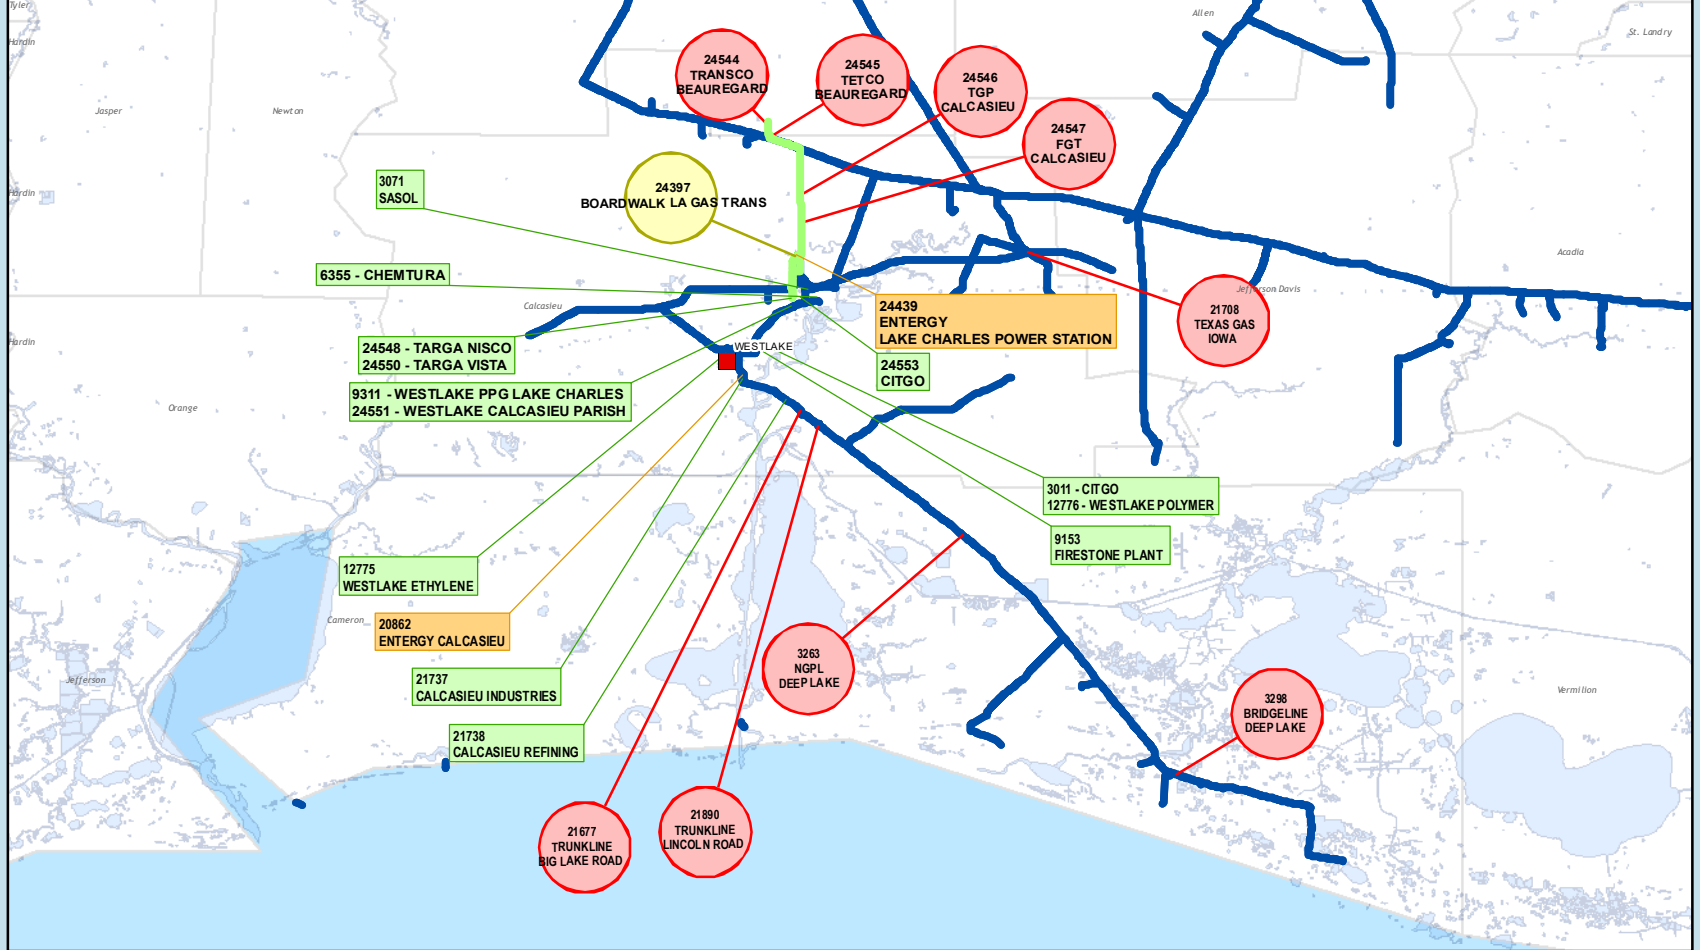 Tyler
Allen
St. Landry
Hardin
24544
TRANSCO
BEAUREGARD
24545
TETCO
BEAUREGARD
24546
TGP
CALCASIEU
Jasper
Newton
24547
FGT
CALCASIEU
3071
SASOL
24397
BOARDWALK LA GAS TRANS
Hardin
Acadia
6355 - CHEMTURA
Calcasieu
Jefferson Davis
24439
ENTERGY
LAKE CHARLES POWER STATION
21708
TEXAS GAS
IOWA
Hardin
24548 - TARGA NISCO
24550 - TARGA VISTA
WESTLAKE
24553
CITGO
9311 - WESTLAKE PPG LAKE CHARLES
24551 - WESTLAKE CALCASIEU PARISH
Orange
3011 - CITGO
12776 - WESTLAKE POLYMER
9153
FIRESTONE PLANT
12775
WESTLAKE ETHYLENE
Cameron
20862
ENTERGY CALCASIEU
3263
NGPL
DEEP LAKE
Jefferson
21737
CALCASIEU INDUSTRIES
Vermilion
3298
BRIDGELINE
DEEP LAKE
21738
CALCASIEU REFINING
21677
TRUNKLINE
BIG LAKE ROAD
21890
TRUNKLINE
LINCOLN ROAD